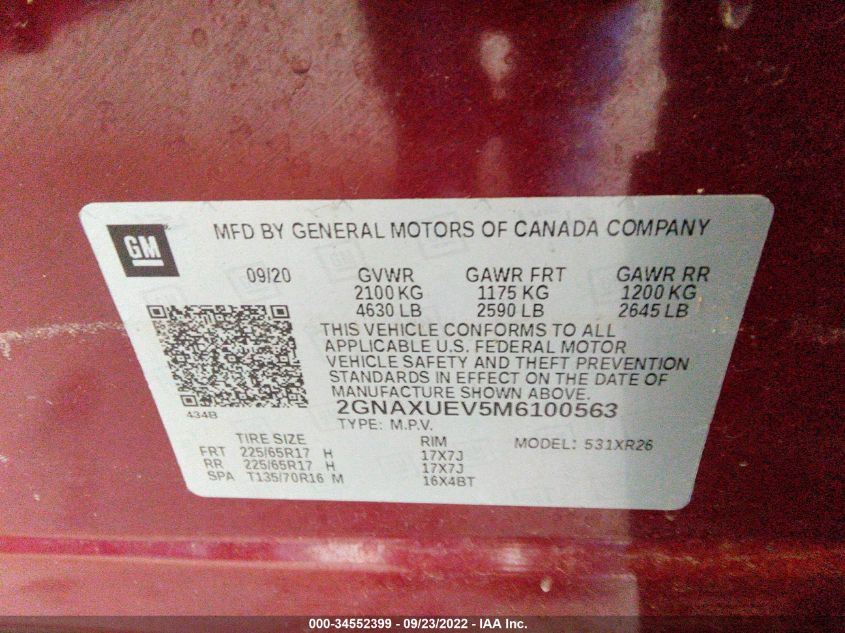 GM
MFD BY GENERAL MOTORS OF CANADA COMPANY
09/20 GVWR GAWR FRT GAWR RR
2100 KG 1175 KG 1200 KG
4630 LB 2590 LB 2645 LB
THIS VEHICLE CONFORMS TO ALL
APPLICABLE U.S. FEDERAL MOTOR
VEHICLE SAFETY AND THEFT PREVENTION
STANDARDS IN EFFECT ON THE DATE OF
MANUFACTURE SHOWN ABOVE.
434B
2GNAXUEV5M6100563
TYPE: M.P.V.
TIRE SIZE RIM MODEL: 531XR26
FRT 225/65R17 H 17X7J
RR 225/65R17 H 17X7J
SPA T135/70R16 M 16X4BT
000-34552399 - 09/23/2022 - IAA Inc.